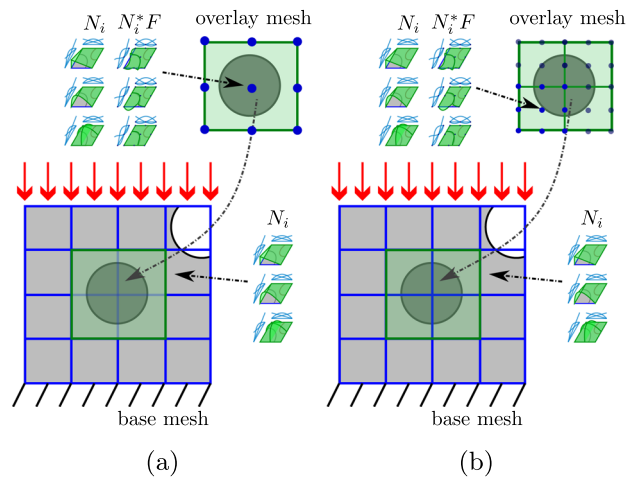 overlay mesh
N_i N_i^*F
N_i
base mesh
(a)
overlay mesh
N_i N_i^*F
N_i
base mesh
(b)